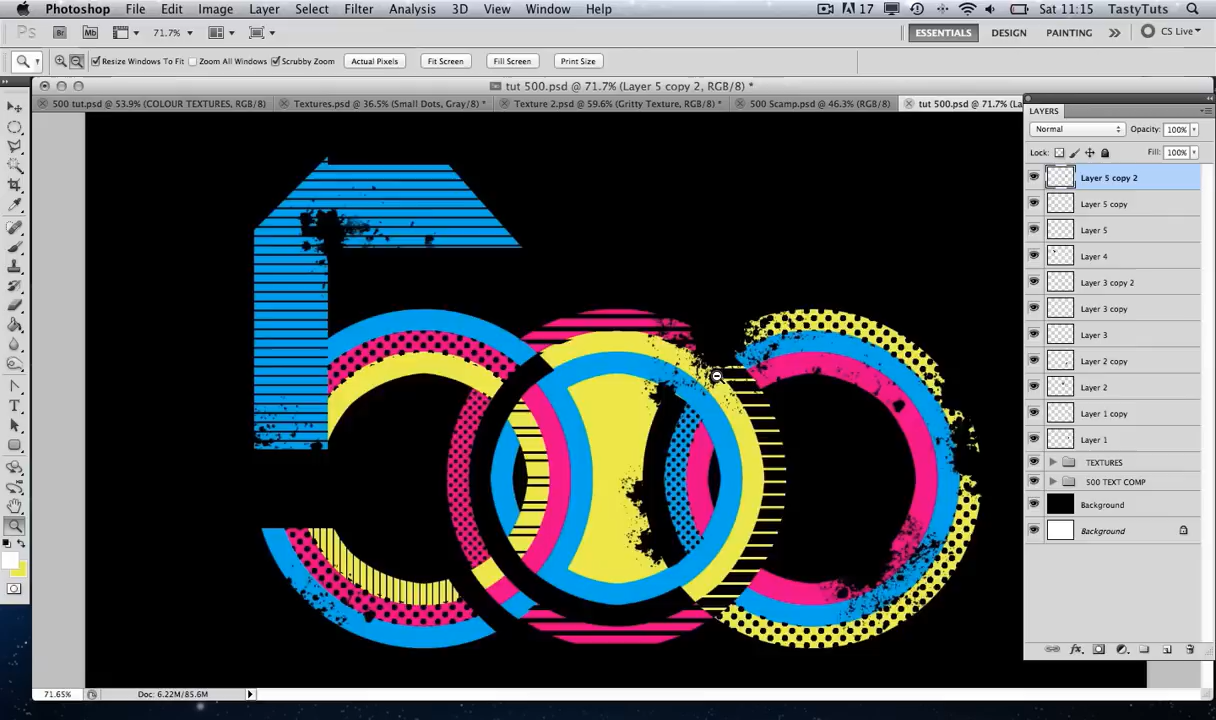 Photoshop File Edit Image Layer Select Filter Analysis 3D View Window Help 17 Sat 11:15 TastyTuts
Ps Br Mb 71.7% ESSENTIALS DESIGN PAINTING >> CS Live
Resize Windows To Fit Zoom All Windows Scrubby Zoom Actual Pixels Fit Screen Fill Screen Print Size
tut 500.psd @ 71.7% (Layer 5 copy 2, RGB/8) *
500 tut.psd @ 53.9% (COLOUR TEXTURES, RGB/8) Textures.psd @ 36.5% (Small Dots, Gray/8) * Texture 2.psd @ 59.6% (Gritty Texture, RGB/8) * 500 Scamp.psd @ 46.3% (RGB/8) tut 500.psd @ 71.7% (La
LAYERS
Normal Opacity: 100%
Lock: Fill: 100%
Layer 5 copy 2
Layer 5 copy
Layer 5
Layer 4
Layer 3 copy 2
Layer 3 copy
Layer 3
Layer 2 copy
Layer 2
Layer 1 copy
Layer 1
TEXTURES
500 TEXT COMP
Background
Background
500
fx
71.65% Doc: 6.22M/85.6M